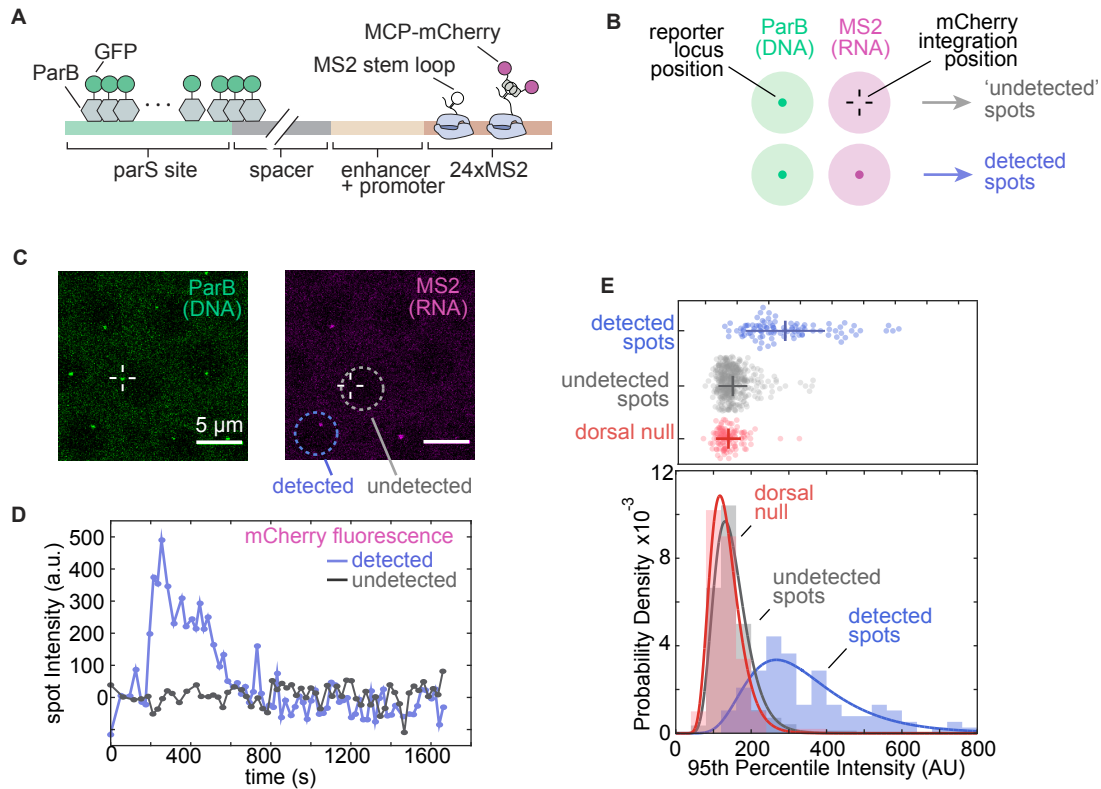 A
GFP
ParB
MCP-mCherry
MS2 stem loop
parS site
spacer
enhancer
+ promoter
24xMS2
B
reporter
locus
position
ParB
(DNA)
MS2
(RNA)
mCherry
integration
position
‘undetected’
spots
detected
spots
C
ParB
(DNA)
5 µm
MS2
(RNA)
detected
undetected
D
mCherry fluorescence
detected
undetected
spot Intensity (a.u.)
500
400
300
200
100
0
0
400
800
1200
1600
time (s)
E
detected
spots
undetected
spots
dorsal null
Probability Density x10⁻³
12
8
4
0
dorsal
null
undetected
spots
detected
spots
0
200
400
600
800
95th Percentile Intensity (AU)